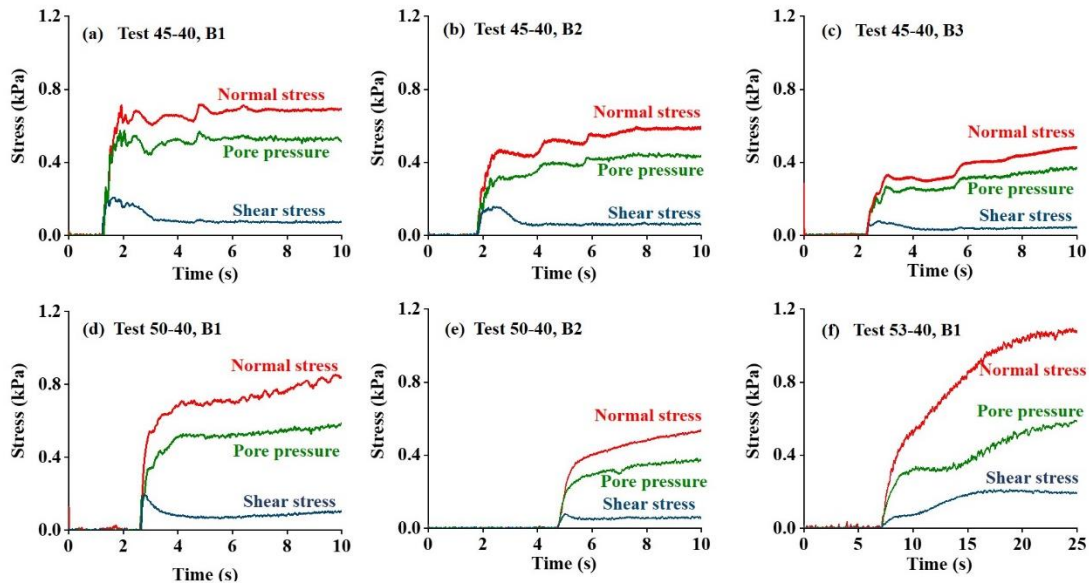 (a) Test 45-40, B1
1.2
0.8
0.4
0.0
Stress (kPa)
Normal stress
Pore pressure
Shear stress
0 2 4 6 8 10
Time (s)
(b) Test 45-40, B2
1.2
0.8
0.4
0.0
Stress (kPa)
Normal stress
Pore pressure
Shear stress
0 2 4 6 8 10
Time (s)
(c) Test 45-40, B3
1.2
0.8
0.4
0.0
Stress (kPa)
Normal stress
Pore pressure
Shear stress
0 2 4 6 8 10
Time (s)
(d) Test 50-40, B1
1.2
0.8
0.4
0.0
Stress (kPa)
Normal stress
Pore pressure
Shear stress
0 2 4 6 8 10
Time (s)
(e) Test 50-40, B2
1.2
0.8
0.4
0.0
Stress (kPa)
Normal stress
Pore pressure
Shear stress
0 2 4 6 8 10
Time (s)
(f) Test 53-40, B1
1.2
0.8
0.4
0.0
Stress (kPa)
Normal stress
Pore pressure
Shear stress
0 5 10 15 20 25
Time (s)